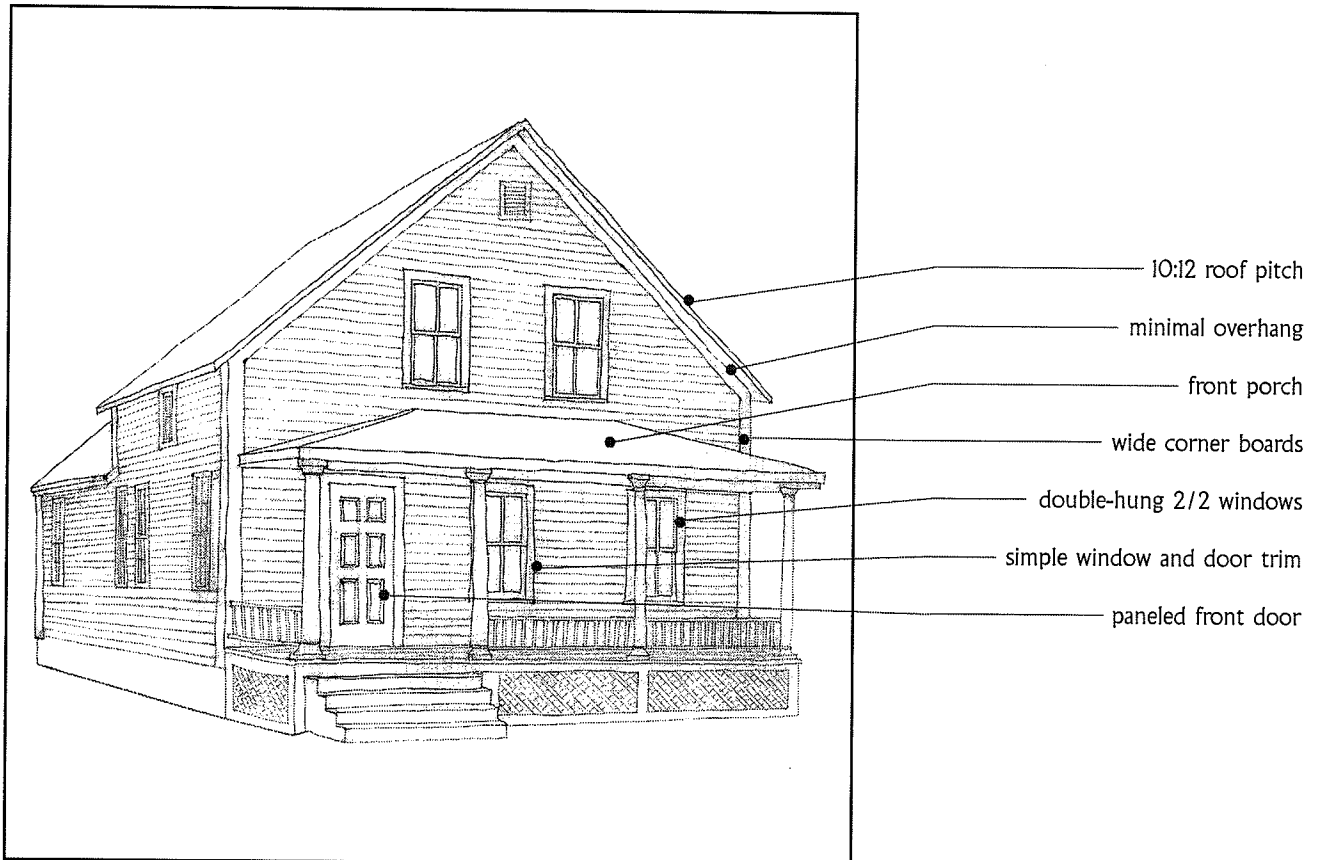 10:12 roof pitch
minimal overhang
front porch
wide corner boards
double-hung 2/2 windows
simple window and door trim
paneled front door